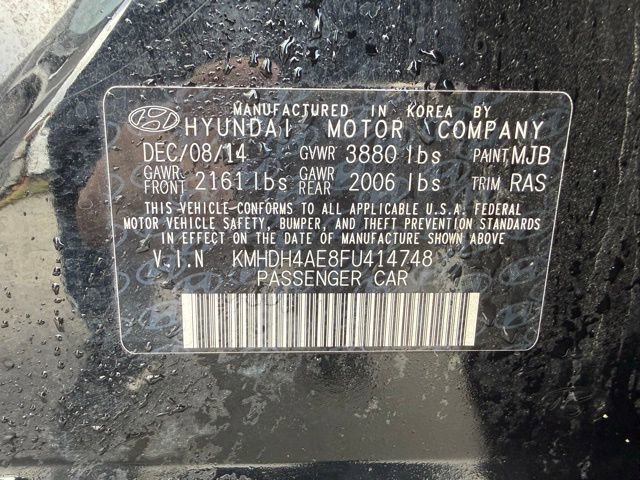 MANUFACTURED IN KOREA BY
HYUNDAI MOTOR COMPANY
DEC/08/14 GVWR 3880 lbs PAINT MJB
GAWR FRONT 2161 lbs GAWR REAR 2006 lbs TRIM RAS
THIS VEHICLE CONFORMS TO ALL APPLICABLE U.S.A. FEDERAL
MOTOR VEHICLE SAFETY, BUMPER, AND THEFT PREVENTION STANDARDS
IN EFFECT ON THE DATE OF MANUFACTURE SHOWN ABOVE
V.I.N KMHDH4AE8FU414748
PASSENGER CAR